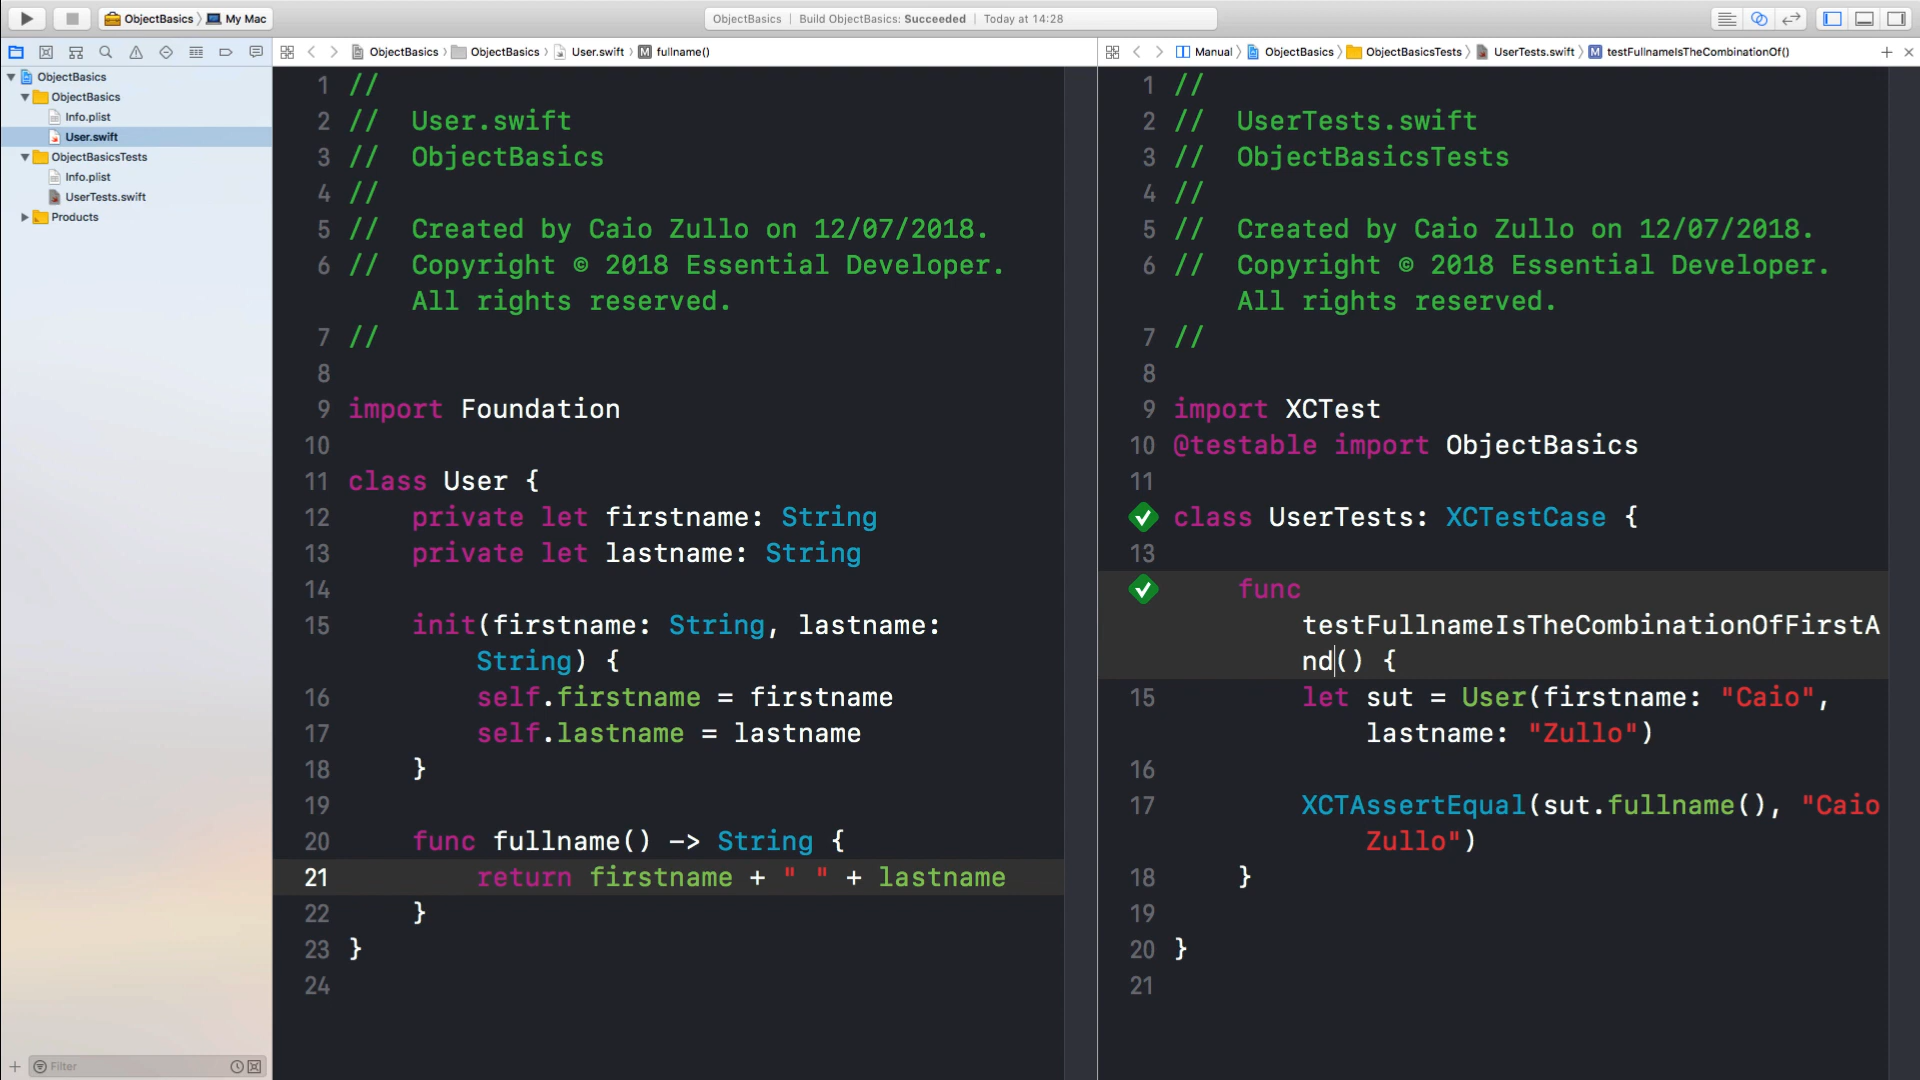 ObjectBasics My Mac
ObjectBasics | Build ObjectBasics: Succeeded | Today at 14:28
ObjectBasics
ObjectBasics
Info.plist
User.swift
ObjectBasicsTests
Info.plist
UserTests.swift
Products
Filter
ObjectBasics ObjectBasics User.swift M fullname()
1 //
2 //  User.swift
3 //  ObjectBasics
4 //
5 //  Created by Caio Zullo on 12/07/2018.
6 //  Copyright © 2018 Essential Developer.
All rights reserved.
7 //
8
9 import Foundation
10
11 class User {
12 private let firstname: String
13 private let lastname: String
14
15 init(firstname: String, lastname:
String) {
16 self.firstname = firstname
17 self.lastname = lastname
18 }
19
20 func fullname() -> String {
21 return firstname + " " + lastname
22 }
23 }
24
Manual ObjectBasics ObjectBasicsTests UserTests.swift M testFullnameIsTheCombinationOf()
1 //
2 //  UserTests.swift
3 //  ObjectBasicsTests
4 //
5 //  Created by Caio Zullo on 12/07/2018.
6 //  Copyright © 2018 Essential Developer.
All rights reserved.
7 //
8
9 import XCTest
10 @testable import ObjectBasics
11
class UserTests: XCTestCase {
13
func
testFullnameIsTheCombinationOfFirstA
nd() {
15 let sut = User(firstname: "Caio",
lastname: "Zullo")
16
17 XCTAssertEqual(sut.fullname(), "Caio
Zullo")
18 }
19
20 }
21